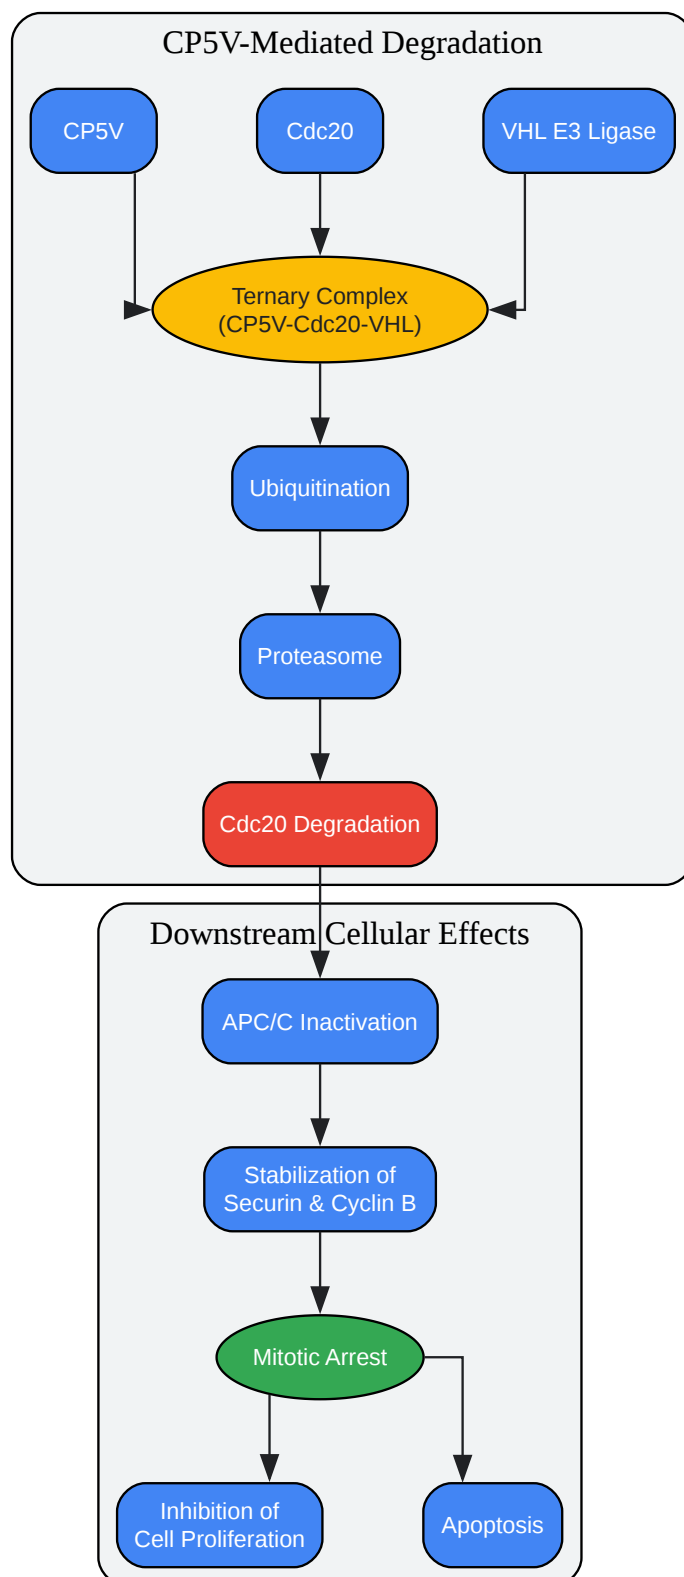 CP5V-Mediated Degradation
CP5V
Cdc20
VHL E3 Ligase
Ternary Complex
(CP5V-Cdc20-VHL)
Ubiquitination
Proteasome
Cdc20 Degradation
Downstream Cellular Effects
APC/C Inactivation
Stabilization of
Securin & Cyclin B
Mitotic Arrest
Inhibition of
Cell Proliferation
Apoptosis